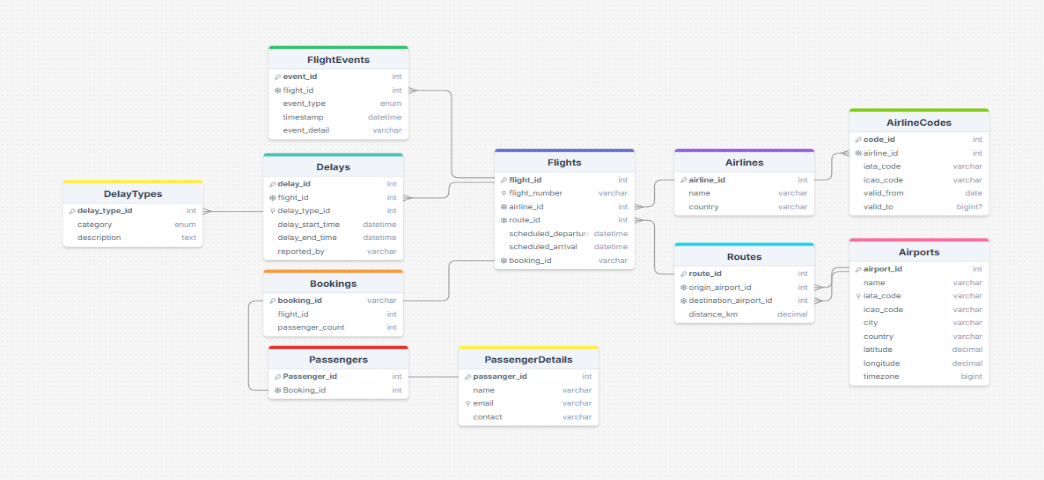 FlightEvents
event_id int
flight_id int
event_type enum
timestamp datetime
event_detail varchar
Delays
delay_id int
flight_id int
delay_type_id int
delay_start_time datetime
delay_end_time datetime
reported_by varchar
DelayTypes
delay_type_id int
category enum
description text
Bookings
booking_id varchar
flight_id int
passenger_count int
Passengers
Passenger_id int
Booking_id int
PassengerDetails
passanger_id int
name varchar
email varchar
contact varchar
Flights
flight_id int
flight_number varchar
airline_id int
route_id int
scheduled_departur datetime
scheduled_arrival datetime
booking_id varchar
Airlines
airline_id int
name varchar
country varchar
Routes
route_id int
origin_airport_id int
destination_airport_id int
distance_km decimal
AirlineCodes
code_id int
airline_id int
iata_code varchar
icao_code varchar
valid_from date
valid_to bigint?
Airports
airport_id int
name varchar
iata_code varchar
icao_code varchar
city varchar
country varchar
latitude decimal
longitude decimal
timezone bigint